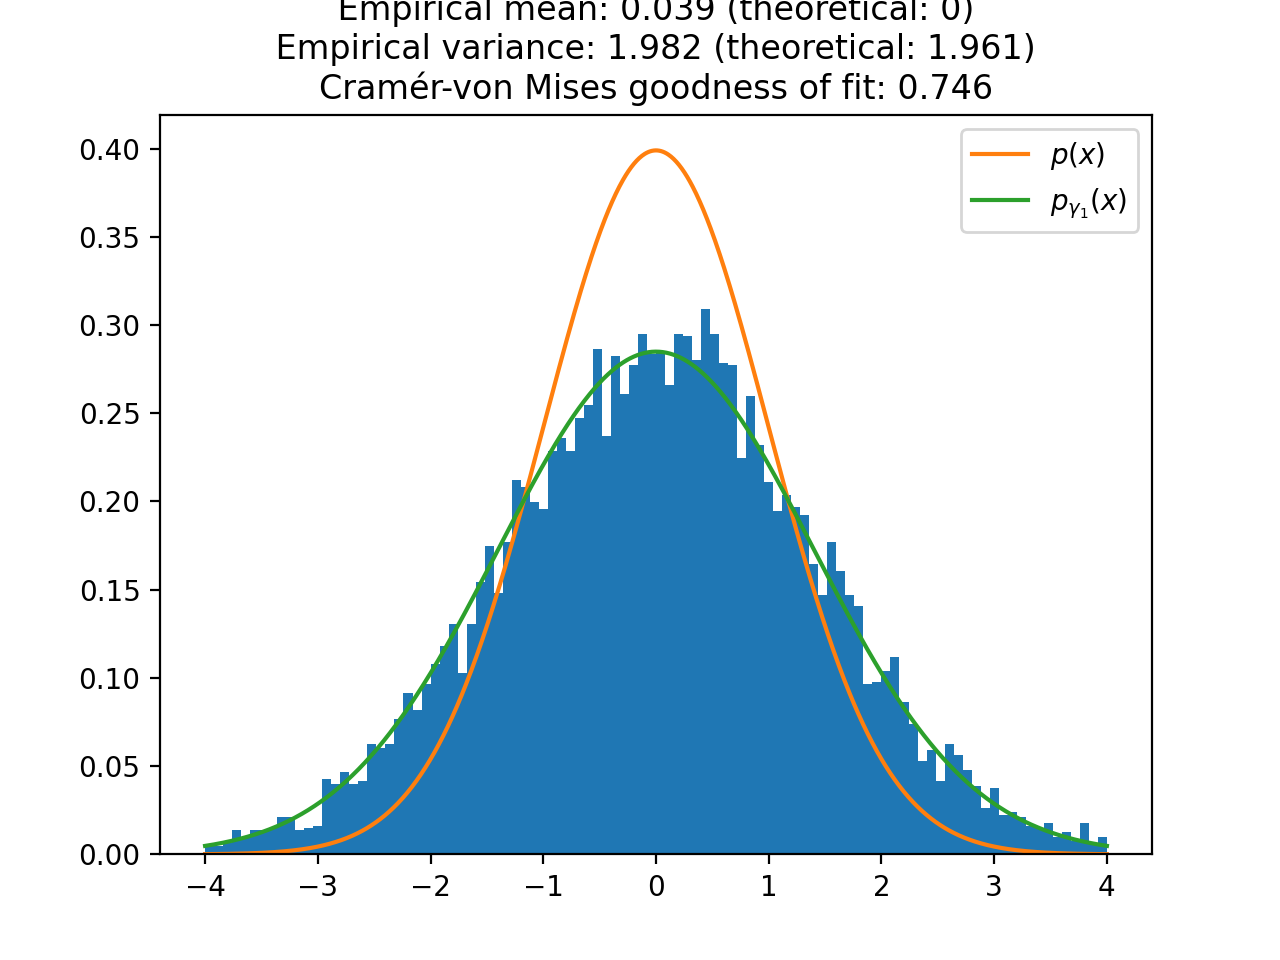 Empirical mean: 0.039 (theoretical: 0)
Empirical variance: 1.982 (theoretical: 1.961)
Cramér-von Mises goodness of fit: 0.746
p(x)
pγ₁(x)
0.40
0.35
0.30
0.25
0.20
0.15
0.10
0.05
0.00
−4 −3 −2 −1 0 1 2 3 4